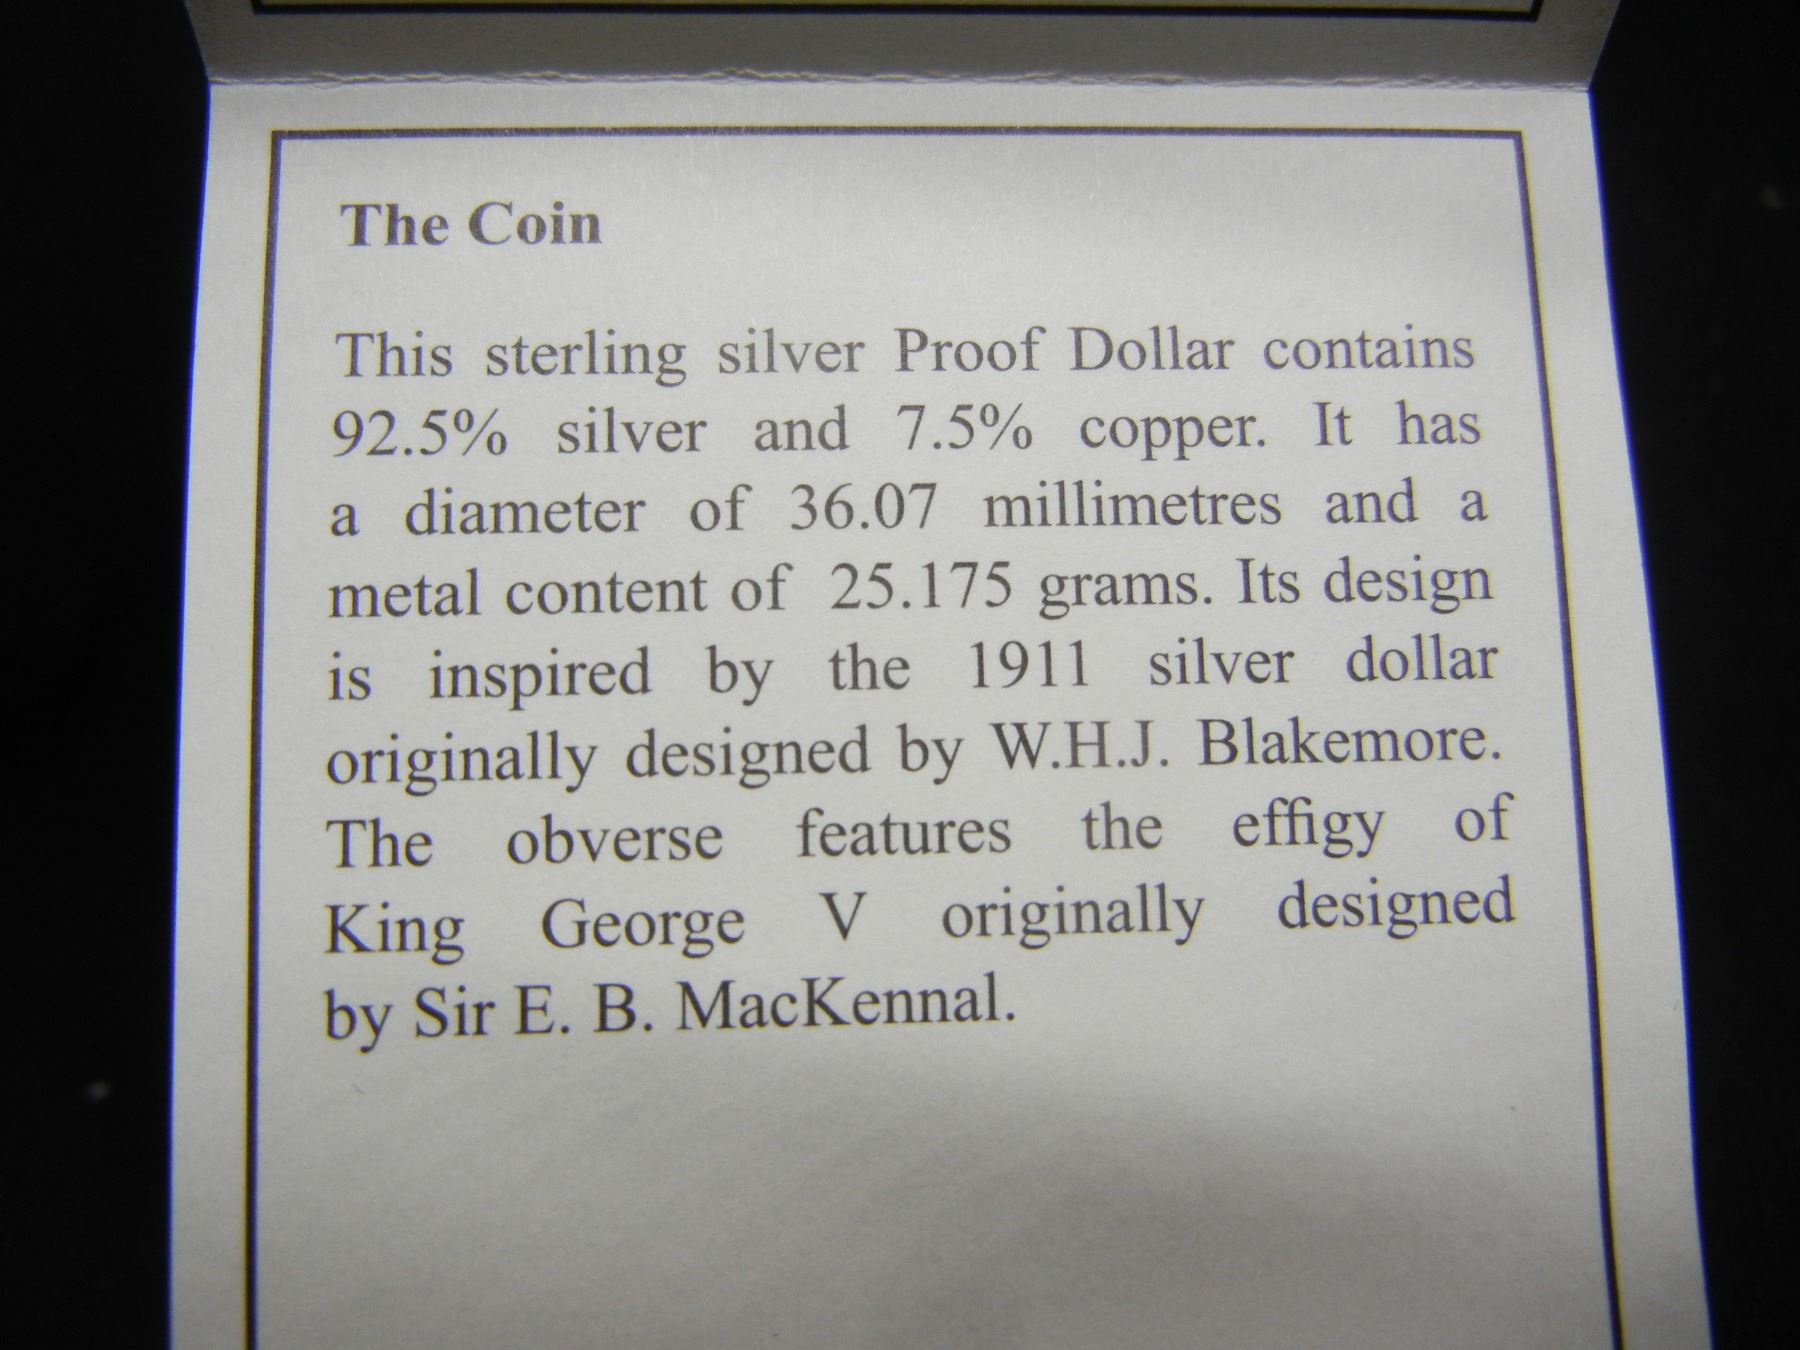 The Coin
This sterling silver Proof Dollar contains
92.5% silver and 7.5% copper. It has
a diameter of 36.07 millimetres and a
metal content of 25.175 grams. Its design
is inspired by the 1911 silver dollar
originally designed by W.H.J. Blakemore.
The obverse features the effigy of
King George V originally designed
by Sir E. B. MacKennal.